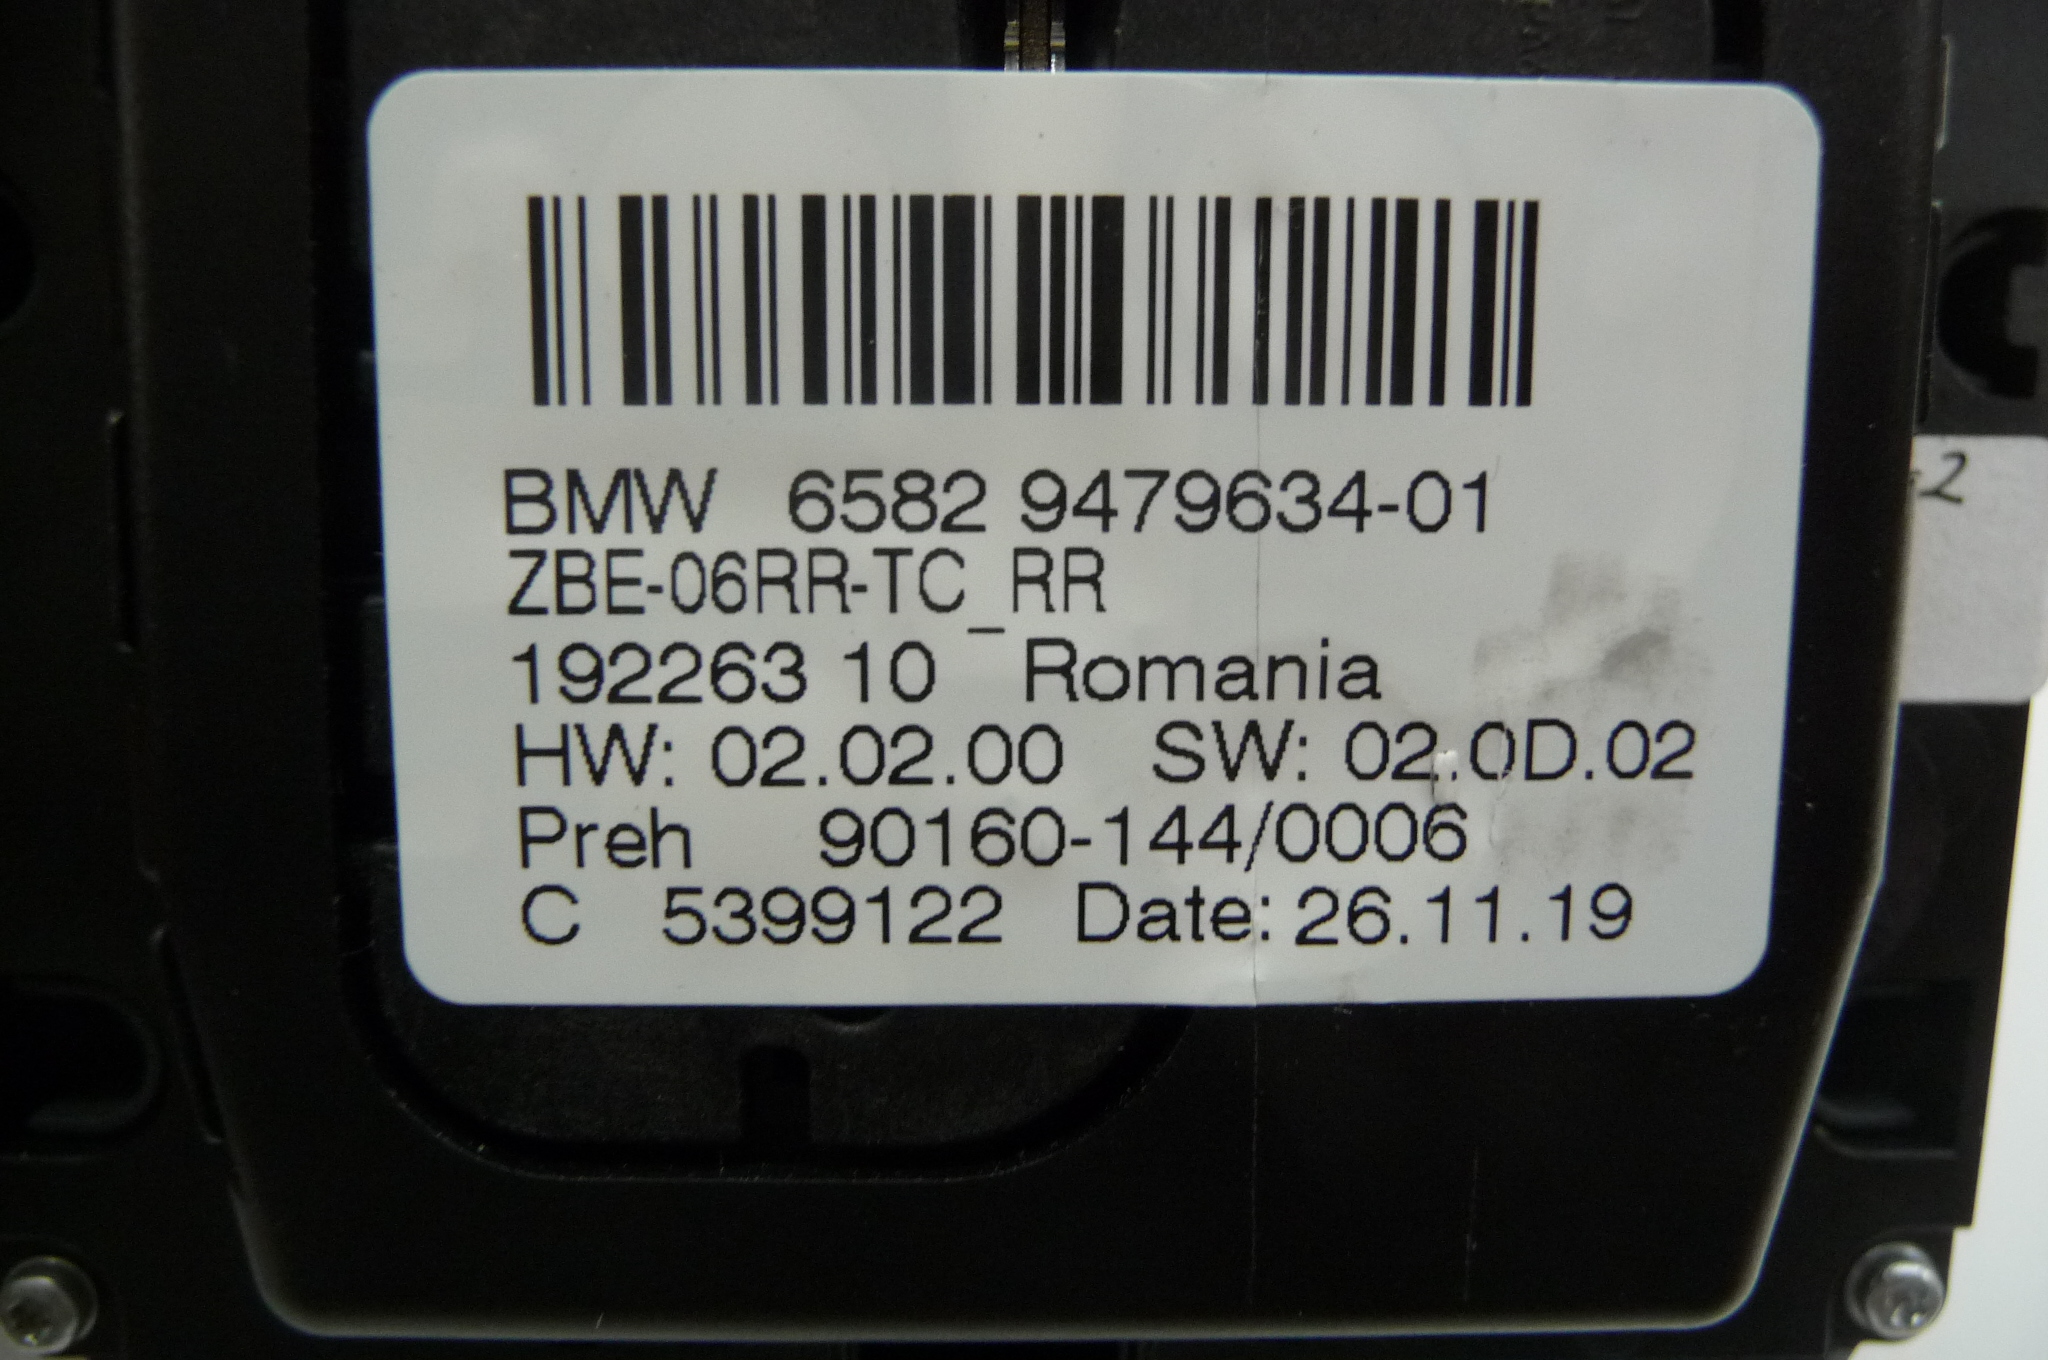 BMW 6582 9479634-01
ZBE-06RR-TC_RR
192263 10 Romania
HW: 02.02.00 SW: 02.0D.02
Preh 90160-144/0006
C 5399122 Date: 26.11.19
-2